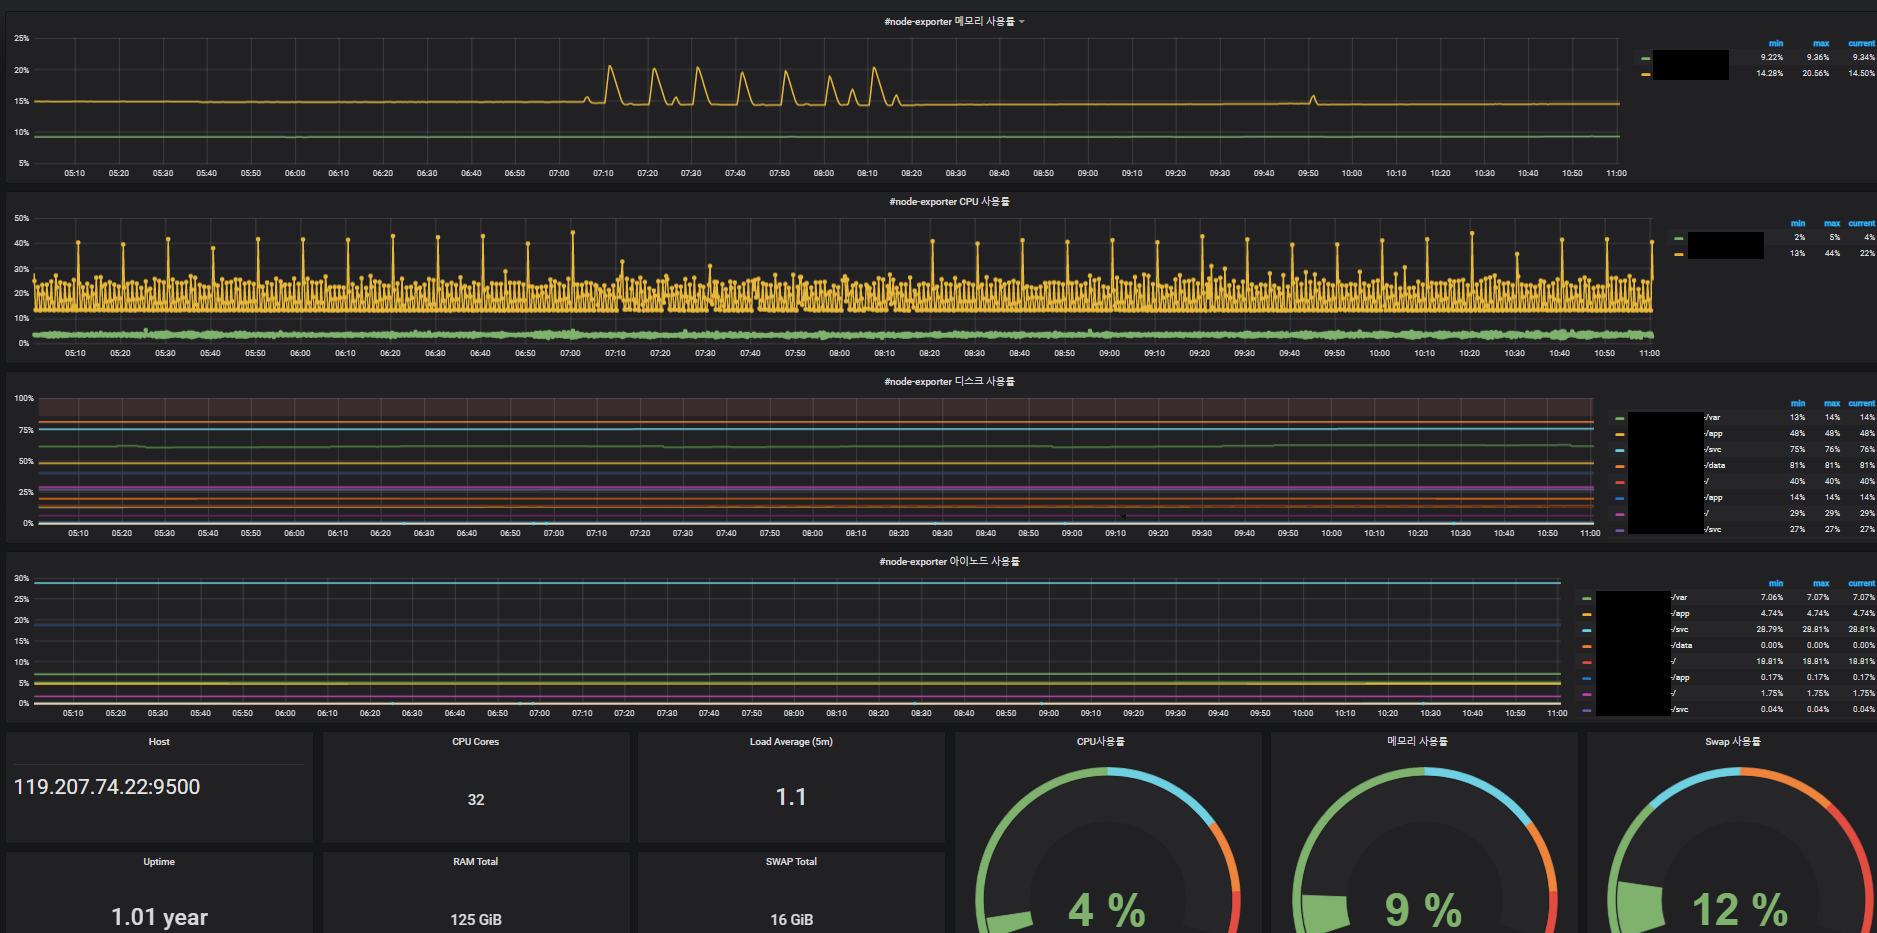 #node-exporter 메모리 사용률
min max current
25%
20%
15%
10%
5%
9.22% 9.36% 9.34%
14.28% 20.56% 14.50%
05:10 05:20 05:30 05:40 05:50 06:00 06:10 06:20 06:30 06:40 06:50 07:00 07:10 07:20 07:30 07:40 07:50 08:00 08:10 08:20 08:30 08:40 08:50 09:00 09:10 09:20 09:30 09:40 09:50 10:00 10:10 10:20 10:30 10:40 10:50 11:00
#node-exporter CPU 사용률
min max current
50%
40%
30%
20%
10%
0%
2% 5% 4%
13% 44% 22%
05:10 05:20 05:30 05:40 05:50 06:00 06:10 06:20 06:30 06:40 06:50 07:00 07:10 07:20 07:30 07:40 07:50 08:00 08:10 08:20 08:30 08:40 08:50 09:00 09:10 09:20 09:30 09:40 09:50 10:00 10:10 10:20 10:30 10:40 10:50 11:00
#node-exporter 디스크 사용률
min max current
100%
75%
50%
25%
0%
-/var 13% 14% 14%
-/app 48% 48% 48%
-/svc 75% 76% 76%
-/data 81% 81% 81%
-/ 40% 40% 40%
-/app 14% 14% 14%
-/ 29% 29% 29%
-/svc 27% 27% 27%
05:10 05:20 05:30 05:40 05:50 06:00 06:10 06:20 06:30 06:40 06:50 07:00 07:10 07:20 07:30 07:40 07:50 08:00 08:10 08:20 08:30 08:40 08:50 09:00 09:10 09:20 09:30 09:40 09:50 10:00 10:10 10:20 10:30 10:40 10:50 11:00
#node-exporter 아이노드 사용률
min max current
30%
25%
20%
15%
10%
5%
0%
-/var 7.06% 7.07% 7.07%
-/app 4.74% 4.74% 4.74%
-/svc 28.79% 28.81% 28.81%
-/data 0.00% 0.00% 0.00%
-/ 18.81% 18.81% 18.81%
-/app 0.17% 0.17% 0.17%
-/ 1.75% 1.75% 1.75%
-/svc 0.04% 0.04% 0.04%
05:10 05:20 05:30 05:40 05:50 06:00 06:10 06:20 06:30 06:40 06:50 07:00 07:10 07:20 07:30 07:40 07:50 08:00 08:10 08:20 08:30 08:40 08:50 09:00 09:10 09:20 09:30 09:40 09:50 10:00 10:10 10:20 10:30 10:40 10:50 11:00
Host
119.207.74.22:9500
CPU Cores
32
Load Average (5m)
1.1
Uptime
1.01 year
RAM Total
125 GiB
SWAP Total
16 GiB
CPU사용률
4 %
메모리 사용률
9 %
Swap 사용률
12 %